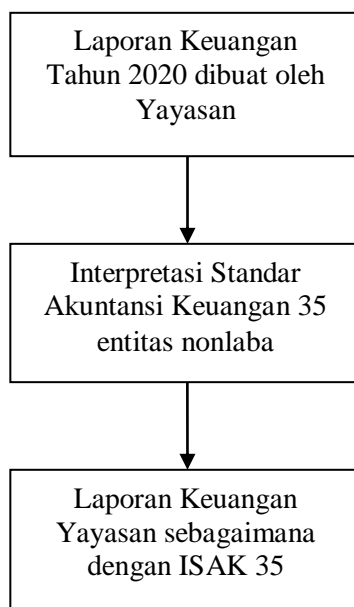 Laporan Keuangan
Tahun 2020 dibuat oleh
Yayasan
Interpretasi Standar
Akuntansi Keuangan 35
entitas nonlaba
Laporan Keuangan
Yayasan sebagaimana
dengan ISAK 35